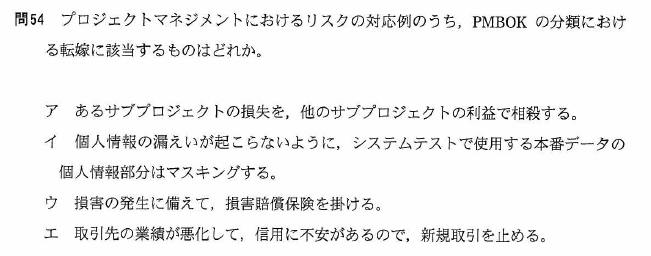 問54 プロジェクトマネジメントにおけるリスクの対応例のうち，PMBOK の分類におけ
る転嫁に該当するものはどれか。
ア あるサブプロジェクトの損失を，他のサブプロジェクトの利益で相殺する。
イ 個人情報の漏えいが起こらないように，システムテストで使用する本番データの
個人情報部分はマスキングする。
ウ 損害の発生に備えて，損害賠償保険を掛ける。
エ 取引先の業績が悪化して，信用に不安があるので，新規取引を止める。